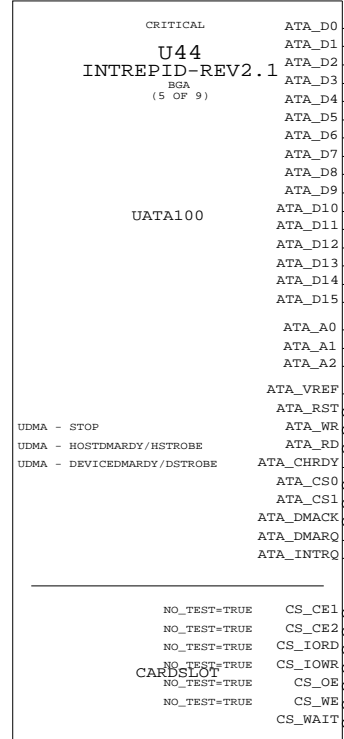 CRITICAL ATA_D0
ATA_D1
U44 ATA_D2
INTREPID-REV2.1 ATA_D3
BGA
(5 OF 9) ATA_D4
ATA_D5
ATA_D6
ATA_D7
ATA_D8
ATA_D9
ATA_D10
UATA100 ATA_D11
ATA_D12
ATA_D13
ATA_D14
ATA_D15
ATA_A0
ATA_A1
ATA_A2
ATA_VREF
ATA_RST
UDMA - STOP ATA_WR
UDMA - HOSTDMARDY/HSTROBE ATA_RD
UDMA - DEVICEDMARDY/DSTROBE ATA_CHRDY
ATA_CS0
ATA_CS1
ATA_DMACK
ATA_DMARQ
ATA_INTRQ
NO_TEST=TRUE CS_CE1
NO_TEST=TRUE CS_CE2
NO_TEST=TRUE CS_IORD
NO_TEST=TRUE CS_IOWR
CARDSLOT
NO_TEST=TRUE CS_OE
NO_TEST=TRUE CS_WE
CS_WAIT